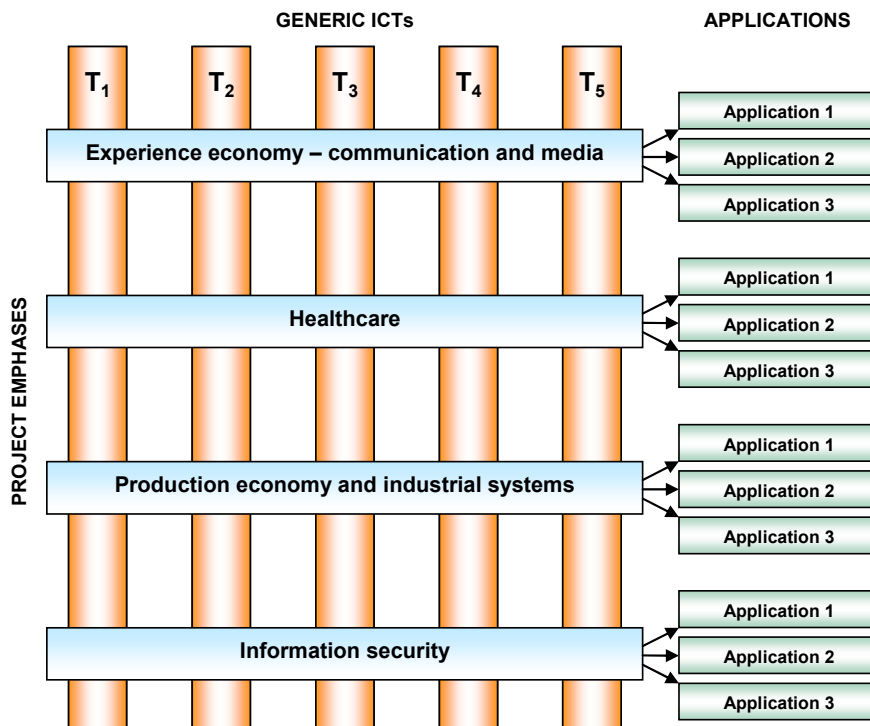 GENERIC ICTs
APPLICATIONS
T1 T2 T3 T4 T5
Experience economy – communication and media
Application 1
Application 2
Application 3
PROJECT EMPHASES
Healthcare
Application 1
Application 2
Application 3
Production economy and industrial systems
Application 1
Application 2
Application 3
Information security
Application 1
Application 2
Application 3